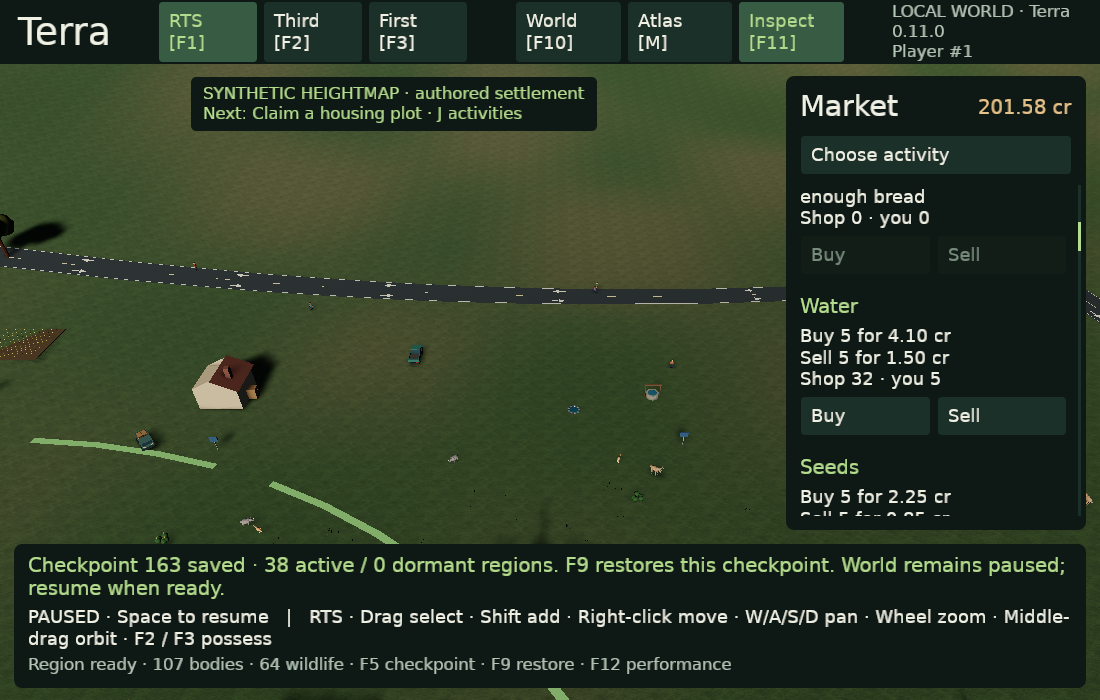 Terra
RTS
[F1]
Third
[F2]
First
[F3]
World
[F10]
Atlas
[M]
Inspect
[F11]
LOCAL WORLD · Terra
0.11.0
Player #1
SYNTHETIC HEIGHTMAP · authored settlement
Next: Claim a housing plot · J activities
Market
201.58 cr
Choose activity
enough bread
Shop 0 · you 0
Buy
Sell
Water
Buy 5 for 4.10 cr
Sell 5 for 1.50 cr
Shop 32 · you 5
Buy
Sell
Seeds
Buy 5 for 2.25 cr
Sell 5 for 0.85 cr
Checkpoint 163 saved · 38 active / 0 dormant regions. F9 restores this checkpoint. World remains paused;
resume when ready.
PAUSED · Space to resume | RTS · Drag select · Shift add · Right-click move · W/A/S/D pan · Wheel zoom · Middle-
drag orbit · F2 / F3 possess
Region ready · 107 bodies · 64 wildlife · F5 checkpoint · F9 restore · F12 performance